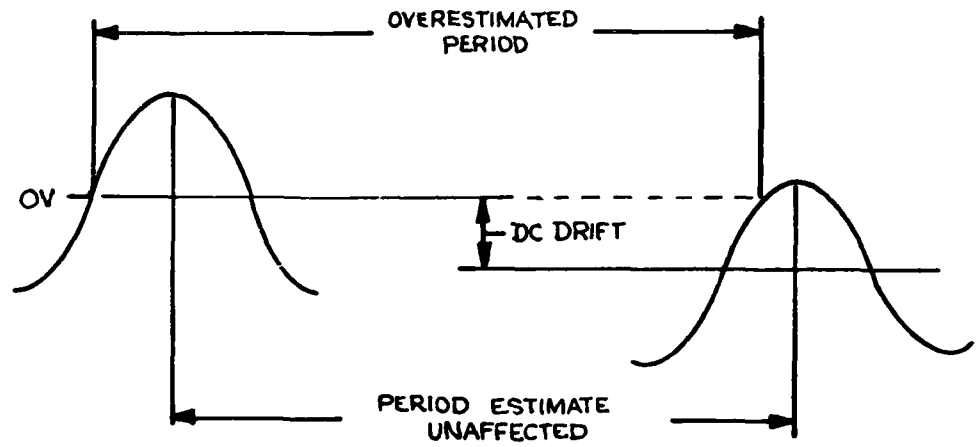 OVERESTIMATED
PERIOD
OV
DC DRIFT
PERIOD ESTIMATE
UNAFFECTED